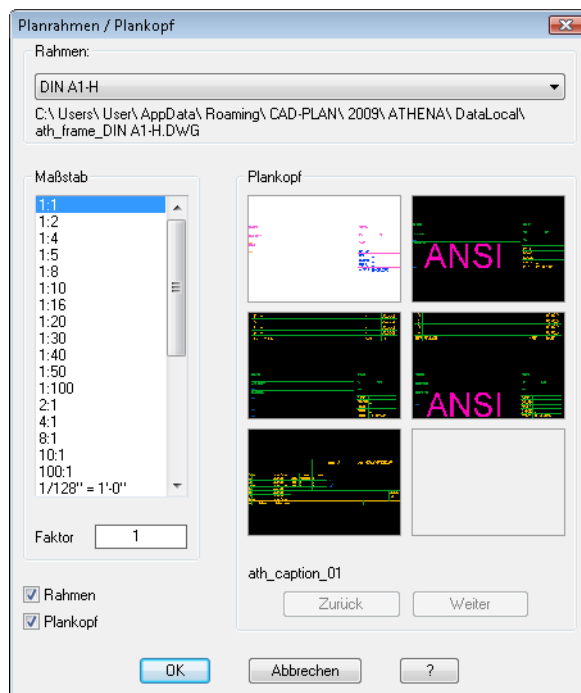 Planrahmen / Plankopf
Rahmen:
DIN A1-H
C:\ Users\ User\ AppData\ Roaming\ CAD-PLAN\ 2009\ ATHENA\ DataLocal\
ath_frame_DIN A1-H.DWG
Maßstab
1:1
1:2
1:4
1:5
1:8
1:10
1:16
1:20
1:30
1:40
1:50
1:100
2:1
4:1
8:1
10:1
100:1
1/128" = 1'-0"
Faktor
1
Rahmen
Plankopf
Plankopf
ANSI
ANSI
ath_caption_01
Zurück
Weiter
OK
Abbrechen
?